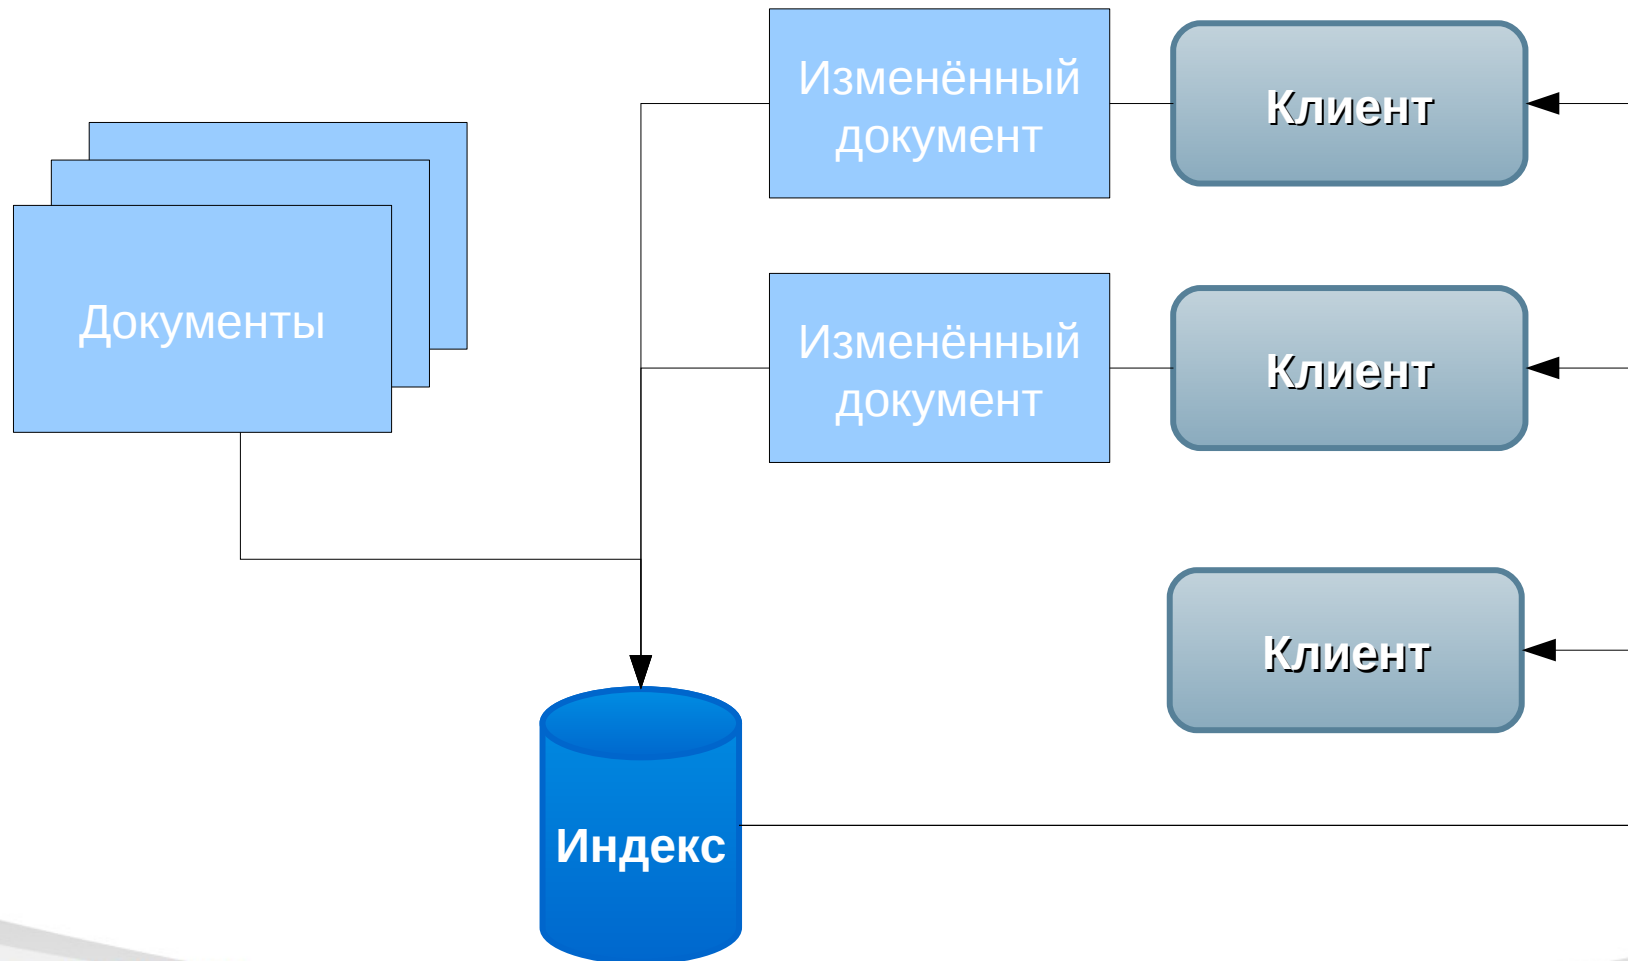 Изменённый
документ
Клиент
Документы
Изменённый
документ
Клиент
Клиент
Индекс